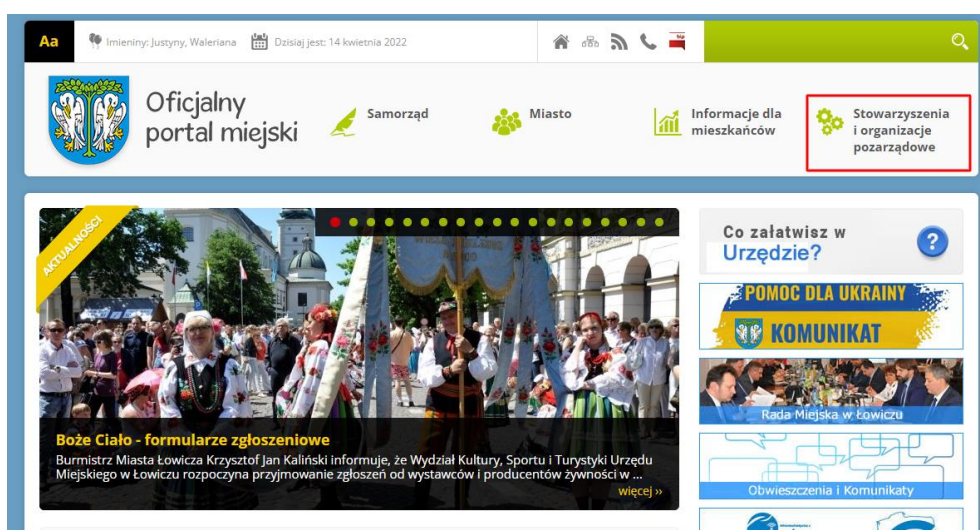 Aa
Imieniny: Justyny, Waleriana
Dzisiaj jest: 14 kwietnia 2022
bip
Oficjalny
portal miejski
Samorząd
Miasto
Informacje dla
mieszkańców
Stowarzyszenia
i organizacje
pozarządowe
AKTUALNOŚCI
Boże Ciało - formularze zgłoszeniowe
Burmistrz Miasta Łowicza Krzysztof Jan Kaliński informuje, że Wydział Kultury, Sportu i Turystyki Urzędu
Miejskiego w Łowiczu rozpoczyna przyjmowanie zgłoszeń od wystawców i producentów żywności w ...
więcej ››
Co załatwisz w
Urzędzie?
POMOC DLA UKRAINY
KOMUNIKAT
Rada Miejska w Łowiczu
Obwieszczenia i Komunikaty